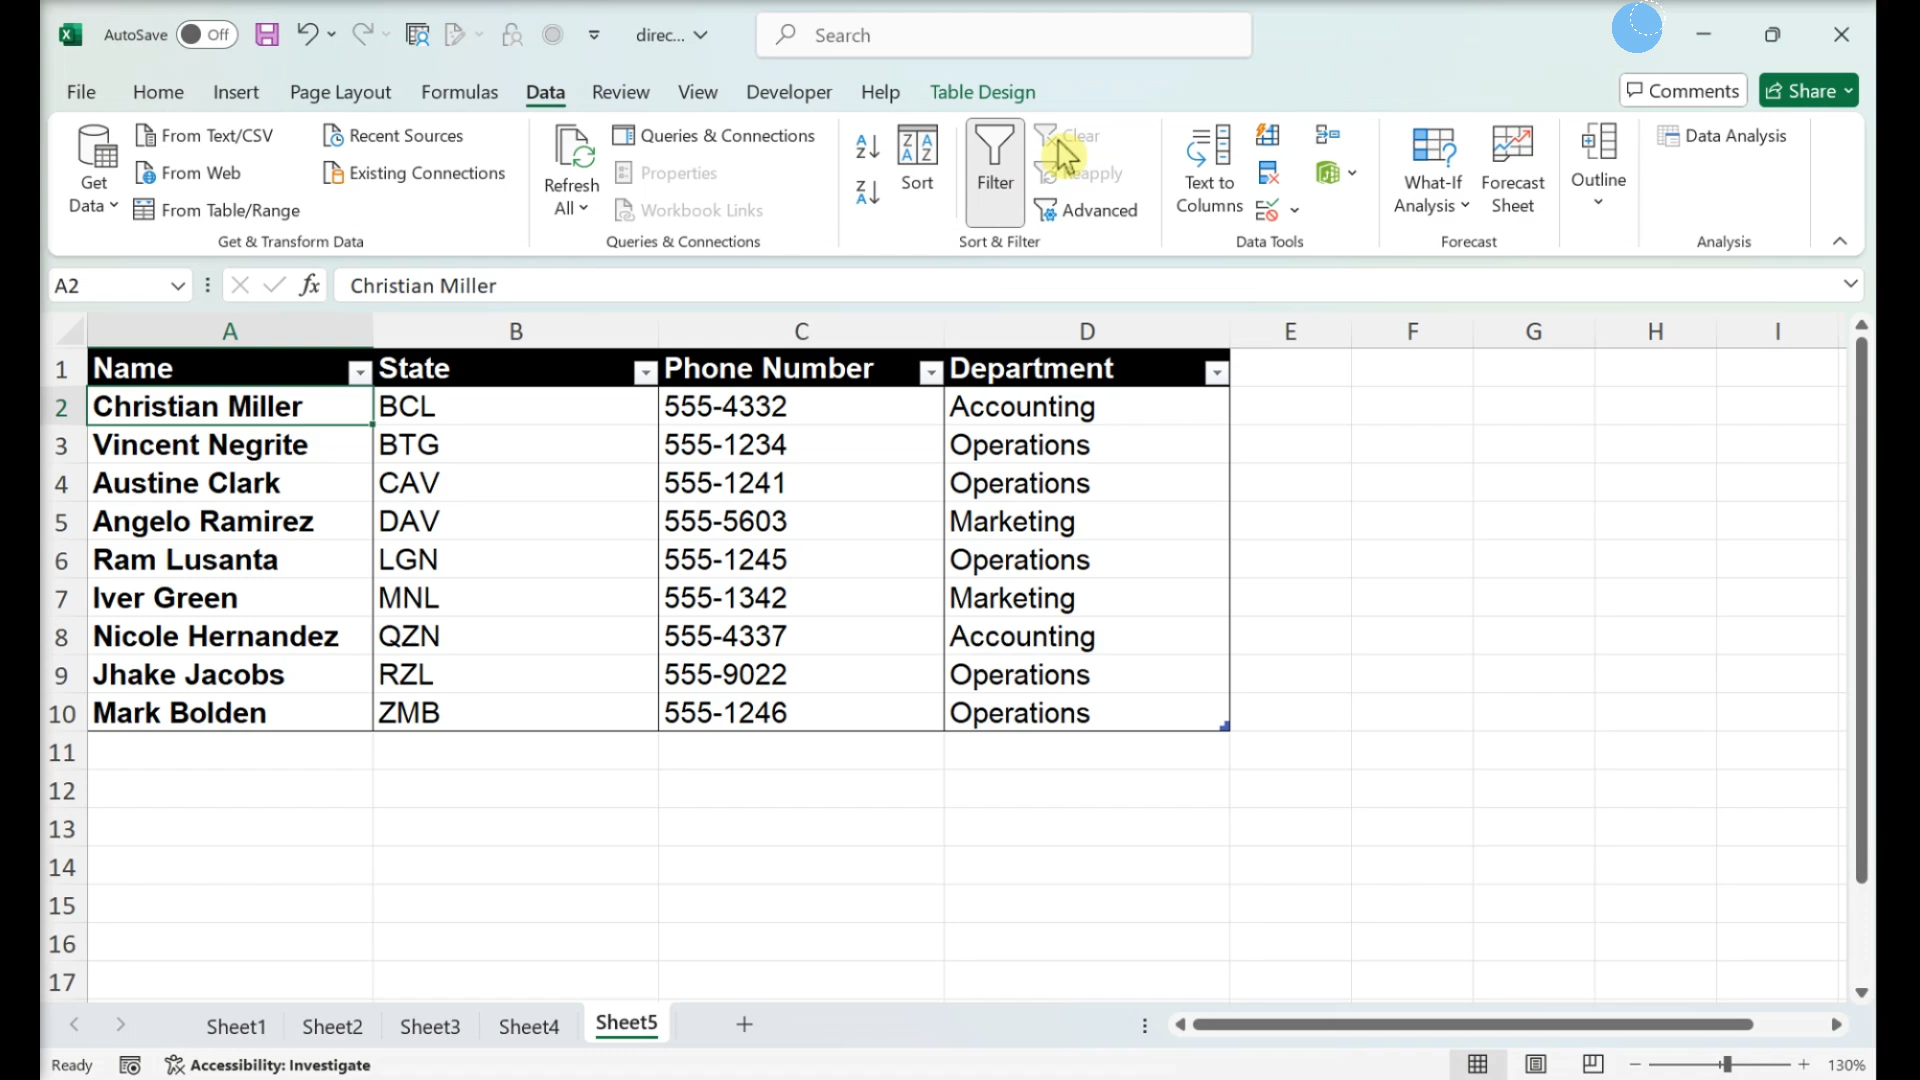 AutoSave Off direc... Search
File Home Insert Page Layout Formulas Data Review View Developer Help Table Design Comments Share
Get Data
From Text/CSV
From Web
From Table/Range
Recent Sources
Existing Connections
Get & Transform Data
Refresh All
Queries & Connections
Properties
Workbook Links
Queries & Connections
Sort
Filter
Clear
Reapply
Advanced
Sort & Filter
Text to Columns
Data Tools
What-If Analysis
Forecast Sheet
Forecast
Outline
Data Analysis
Analysis
A2 fx Christian Miller
A B C D E F G H I
1 Name State Phone Number Department
2 Christian Miller BCL 555-4332 Accounting
3 Vincent Negrite BTG 555-1234 Operations
4 Austine Clark CAV 555-1241 Operations
5 Angelo Ramirez DAV 555-5603 Marketing
6 Ram Lusanta LGN 555-1245 Operations
7 Iver Green MNL 555-1342 Marketing
8 Nicole Hernandez QZN 555-4337 Accounting
9 Jhake Jacobs RZL 555-9022 Operations
10 Mark Bolden ZMB 555-1246 Operations
11
12
13
14
15
16
17
Sheet1 Sheet2 Sheet3 Sheet4 Sheet5
Ready Accessibility: Investigate 130%